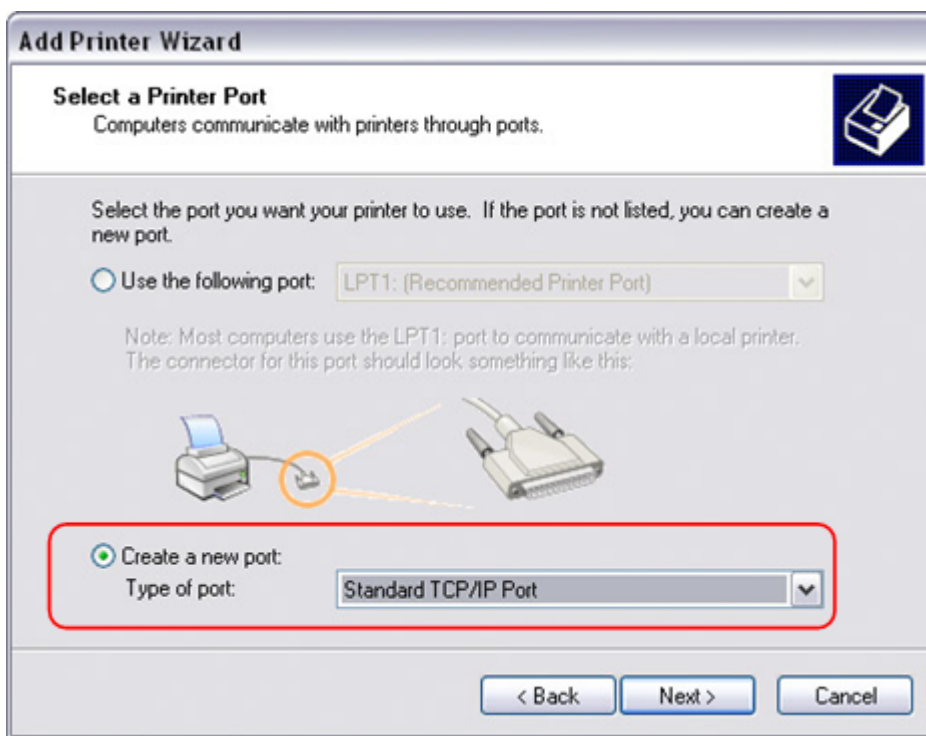 Add Printer Wizard
Select a Printer Port
Computers communicate with printers through ports.
Select the port you want your printer to use. If the port is not listed, you can create a
new port.
Use the following port: LPT1: (Recommended Printer Port)
Note: Most computers use the LPT1: port to communicate with a local printer.
The connector for this port should look something like this:
Create a new port:
Type of port: Standard TCP/IP Port
< Back Next > Cancel